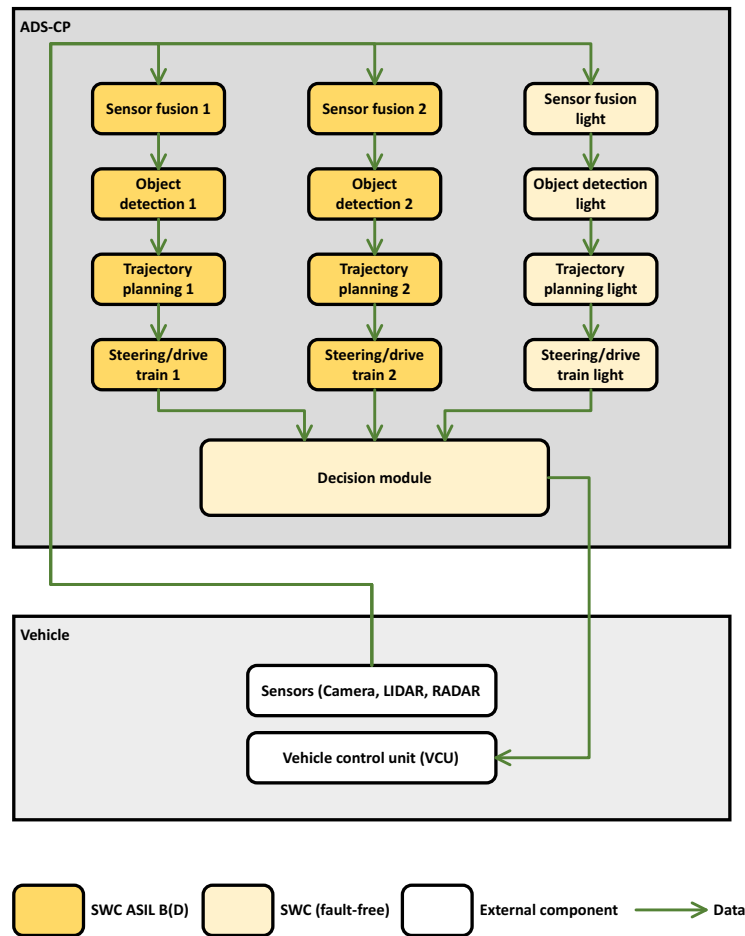 ADS-CP
Sensor fusion 1
Sensor fusion 2
Sensor fusion
light
Object
detection 1
Object
detection 2
Object detection
light
Trajectory
planning 1
Trajectory
planning 2
Trajectory
planning light
Steering/drive
train 1
Steering/drive
train 2
Steering/drive
train light
Decision module
Vehicle
Sensors (Camera, LIDAR, RADAR
Vehicle control unit (VCU)
SWC ASIL B(D)
SWC (fault-free)
External component
Data